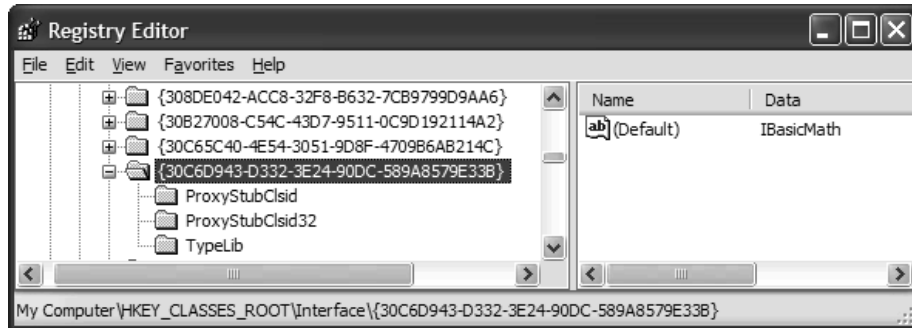 Registry Editor
File Edit View Favorites Help
{308DE042-ACC8-32F8-B632-7CB9799D9AA6}
{30B27008-C54C-43D7-9511-0C9D192114A2}
{30C65C40-4E54-3051-9D8F-4709B6AB214C}
{30C6D943-D332-3E24-90DC-589A8579E33B}
ProxyStubClsid
ProxyStubClsid32
TypeLib
Name Data
ab (Default) IBasicMath
My Computer\HKEY_CLASSES_ROOT\Interface\{30C6D943-D332-3E24-90DC-589A8579E33B}